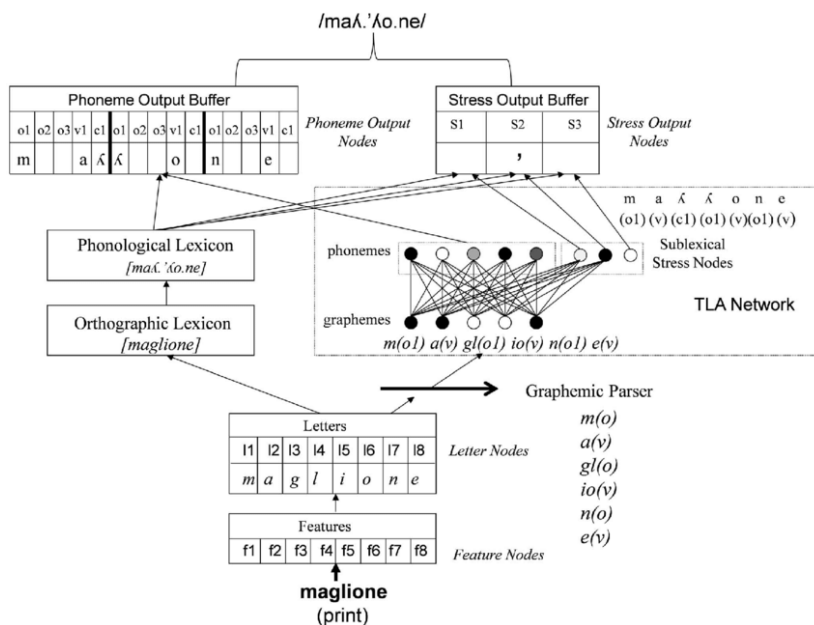 /maʎ.'ʎo.ne/
Phoneme Output Buffer
o1 o2 o3 v1 c1 o1 o2 o3 v1 c1 o1 o2 o3 v1 c1
m a ʎ ʎ o n e
Phoneme Output
Nodes
Stress Output Buffer
S1 S2 S3
'
Stress Output
Nodes
m a ʎ ʎ o n e
(o1) (v) (c1) (o1) (v)(o1) (v)
phonemes
Sublexical
Stress Nodes
TLA Network
graphemes
m(o1) a(v) gl(o1) io(v) n(o1) e(v)
Phonological Lexicon
[maʎ.'ʎo.ne]
Orthographic Lexicon
[maglione]
Graphemic Parser
m(o)
a(v)
gl(o)
io(v)
n(o)
e(v)
Letters
l1 l2 l3 l4 l5 l6 l7 l8
m a g l i o n e
Letter Nodes
Features
f1 f2 f3 f4 f5 f6 f7 f8
Feature Nodes
maglione
(print)